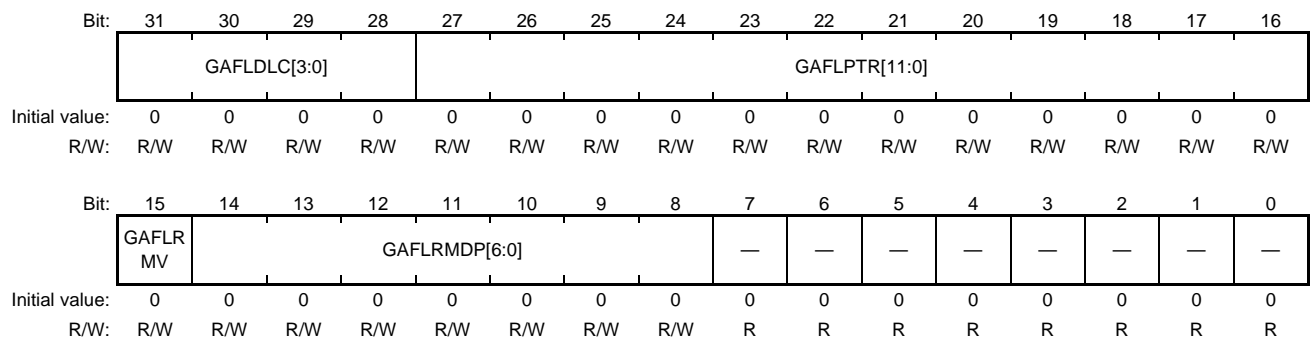 Bit: 31 30 29 28 27 26 25 24 23 22 21 20 19 18 17 16
GAFLDLC[3:0] GAFLPTR[11:0]
Initial value: 0 0 0 0 0 0 0 0 0 0 0 0 0 0 0 0
R/W: R/W R/W R/W R/W R/W R/W R/W R/W R/W R/W R/W R/W R/W R/W R/W R/W
Bit: 15 14 13 12 11 10 9 8 7 6 5 4 3 2 1 0
GAFLR
MV GAFLRMDP[6:0] — — — — — — — —
Initial value: 0 0 0 0 0 0 0 0 0 0 0 0 0 0 0 0
R/W: R/W R/W R/W R/W R/W R/W R/W R/W R R R R R R R R